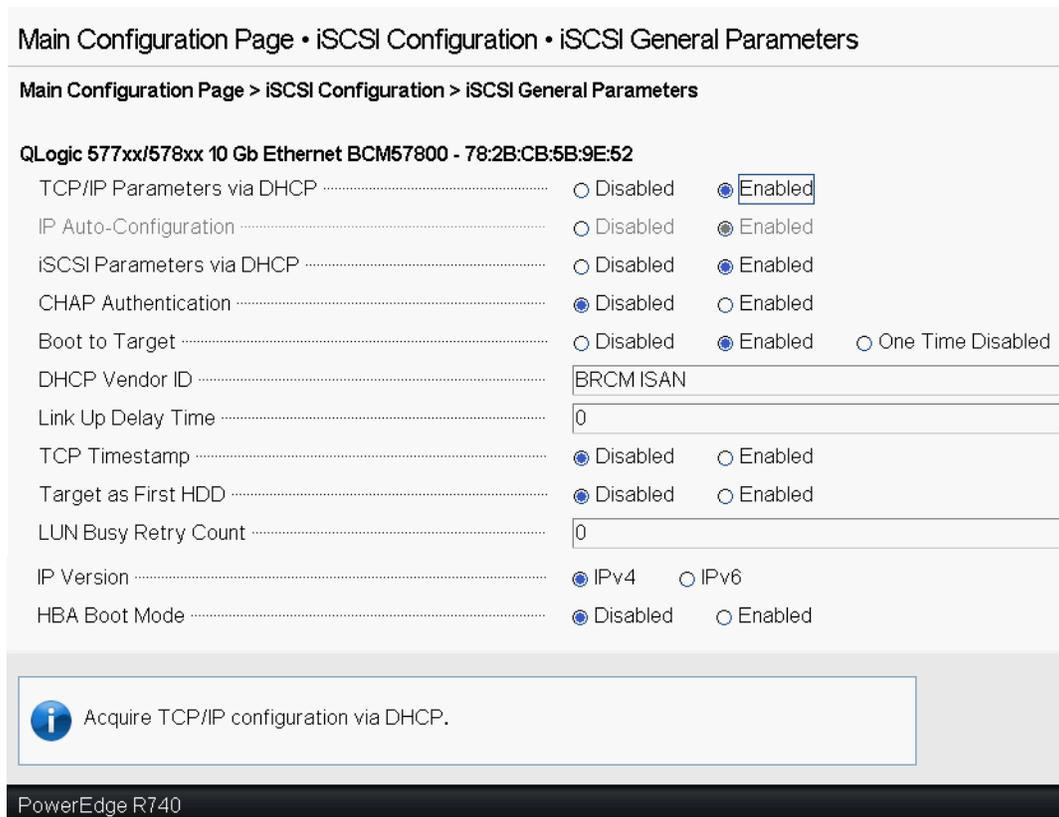 Main Configuration Page • iSCSI Configuration • iSCSI General Parameters
Main Configuration Page > iSCSI Configuration > iSCSI General Parameters
QLogic 577xx/578xx 10 Gb Ethernet BCM57800 - 78:2B:CB:5B:9E:52
TCP/IP Parameters via DHCP Disabled Enabled
IP Auto-Configuration Disabled Enabled
iSCSI Parameters via DHCP Disabled Enabled
CHAP Authentication Disabled Enabled
Boot to Target Disabled Enabled One Time Disabled
DHCP Vendor ID BRCM ISAN
Link Up Delay Time 0
TCP Timestamp Disabled Enabled
Target as First HDD Disabled Enabled
LUN Busy Retry Count 0
IP Version IPv4 IPv6
HBA Boot Mode Disabled Enabled
Acquire TCP/IP configuration via DHCP.
PowerEdge R740